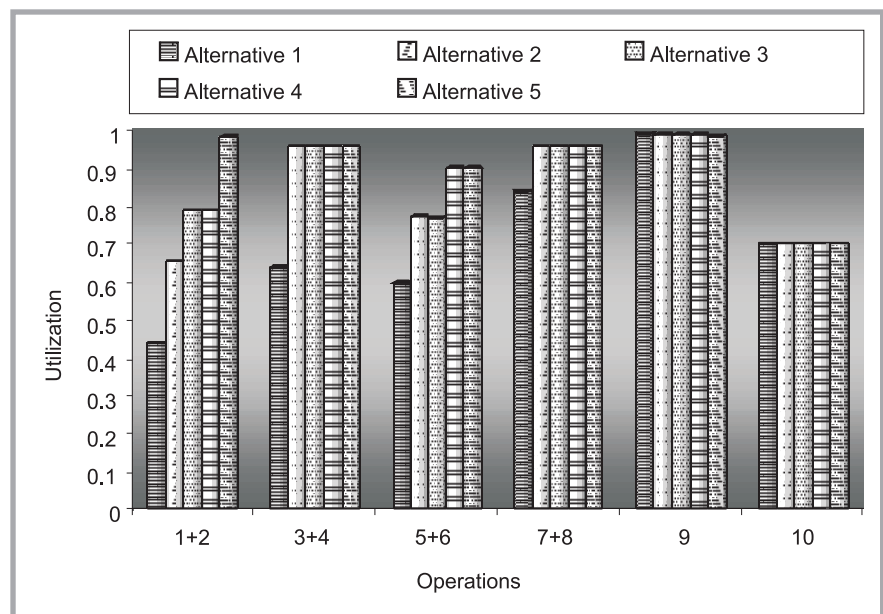 Alternative 1 Alternative 2 Alternative 3
Alternative 4 Alternative 5
1
0.9
0.8
0.7
0.6
0.5
0.4
0.3
0.2
0.1
0
Utilization
1+2 3+4 5+6 7+8 9 10
Operations